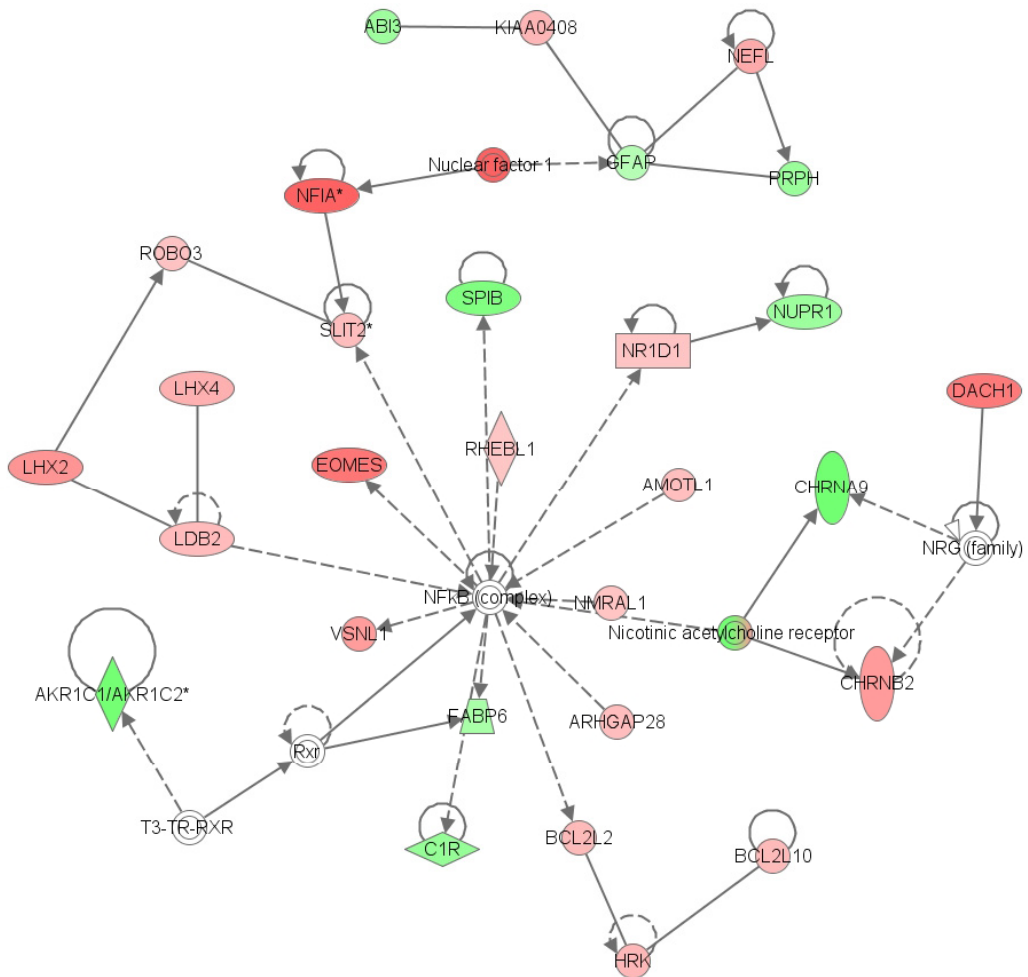 ABI3
KIAA0408
NEFL
Nuclear factor 1
GFAP
PRPH
NFIA*
ROBO3
SPIB
NUPR1
SLIT2*
NR1D1
LHX4
DACH1
RHEBL1
LHX2
EOMES
AMOTL1
CHRNA9
LDB2
NRG (family)
NFkB (complex)
NMRAL1
VSNL1
Nicotinic acetylcholine receptor
CHRNB2
AKR1C1/AKR1C2*
FABP6
ARHGAP28
Rxr
T3-TR-RXR
C1R
BCL2L2
BCL2L10
HRK